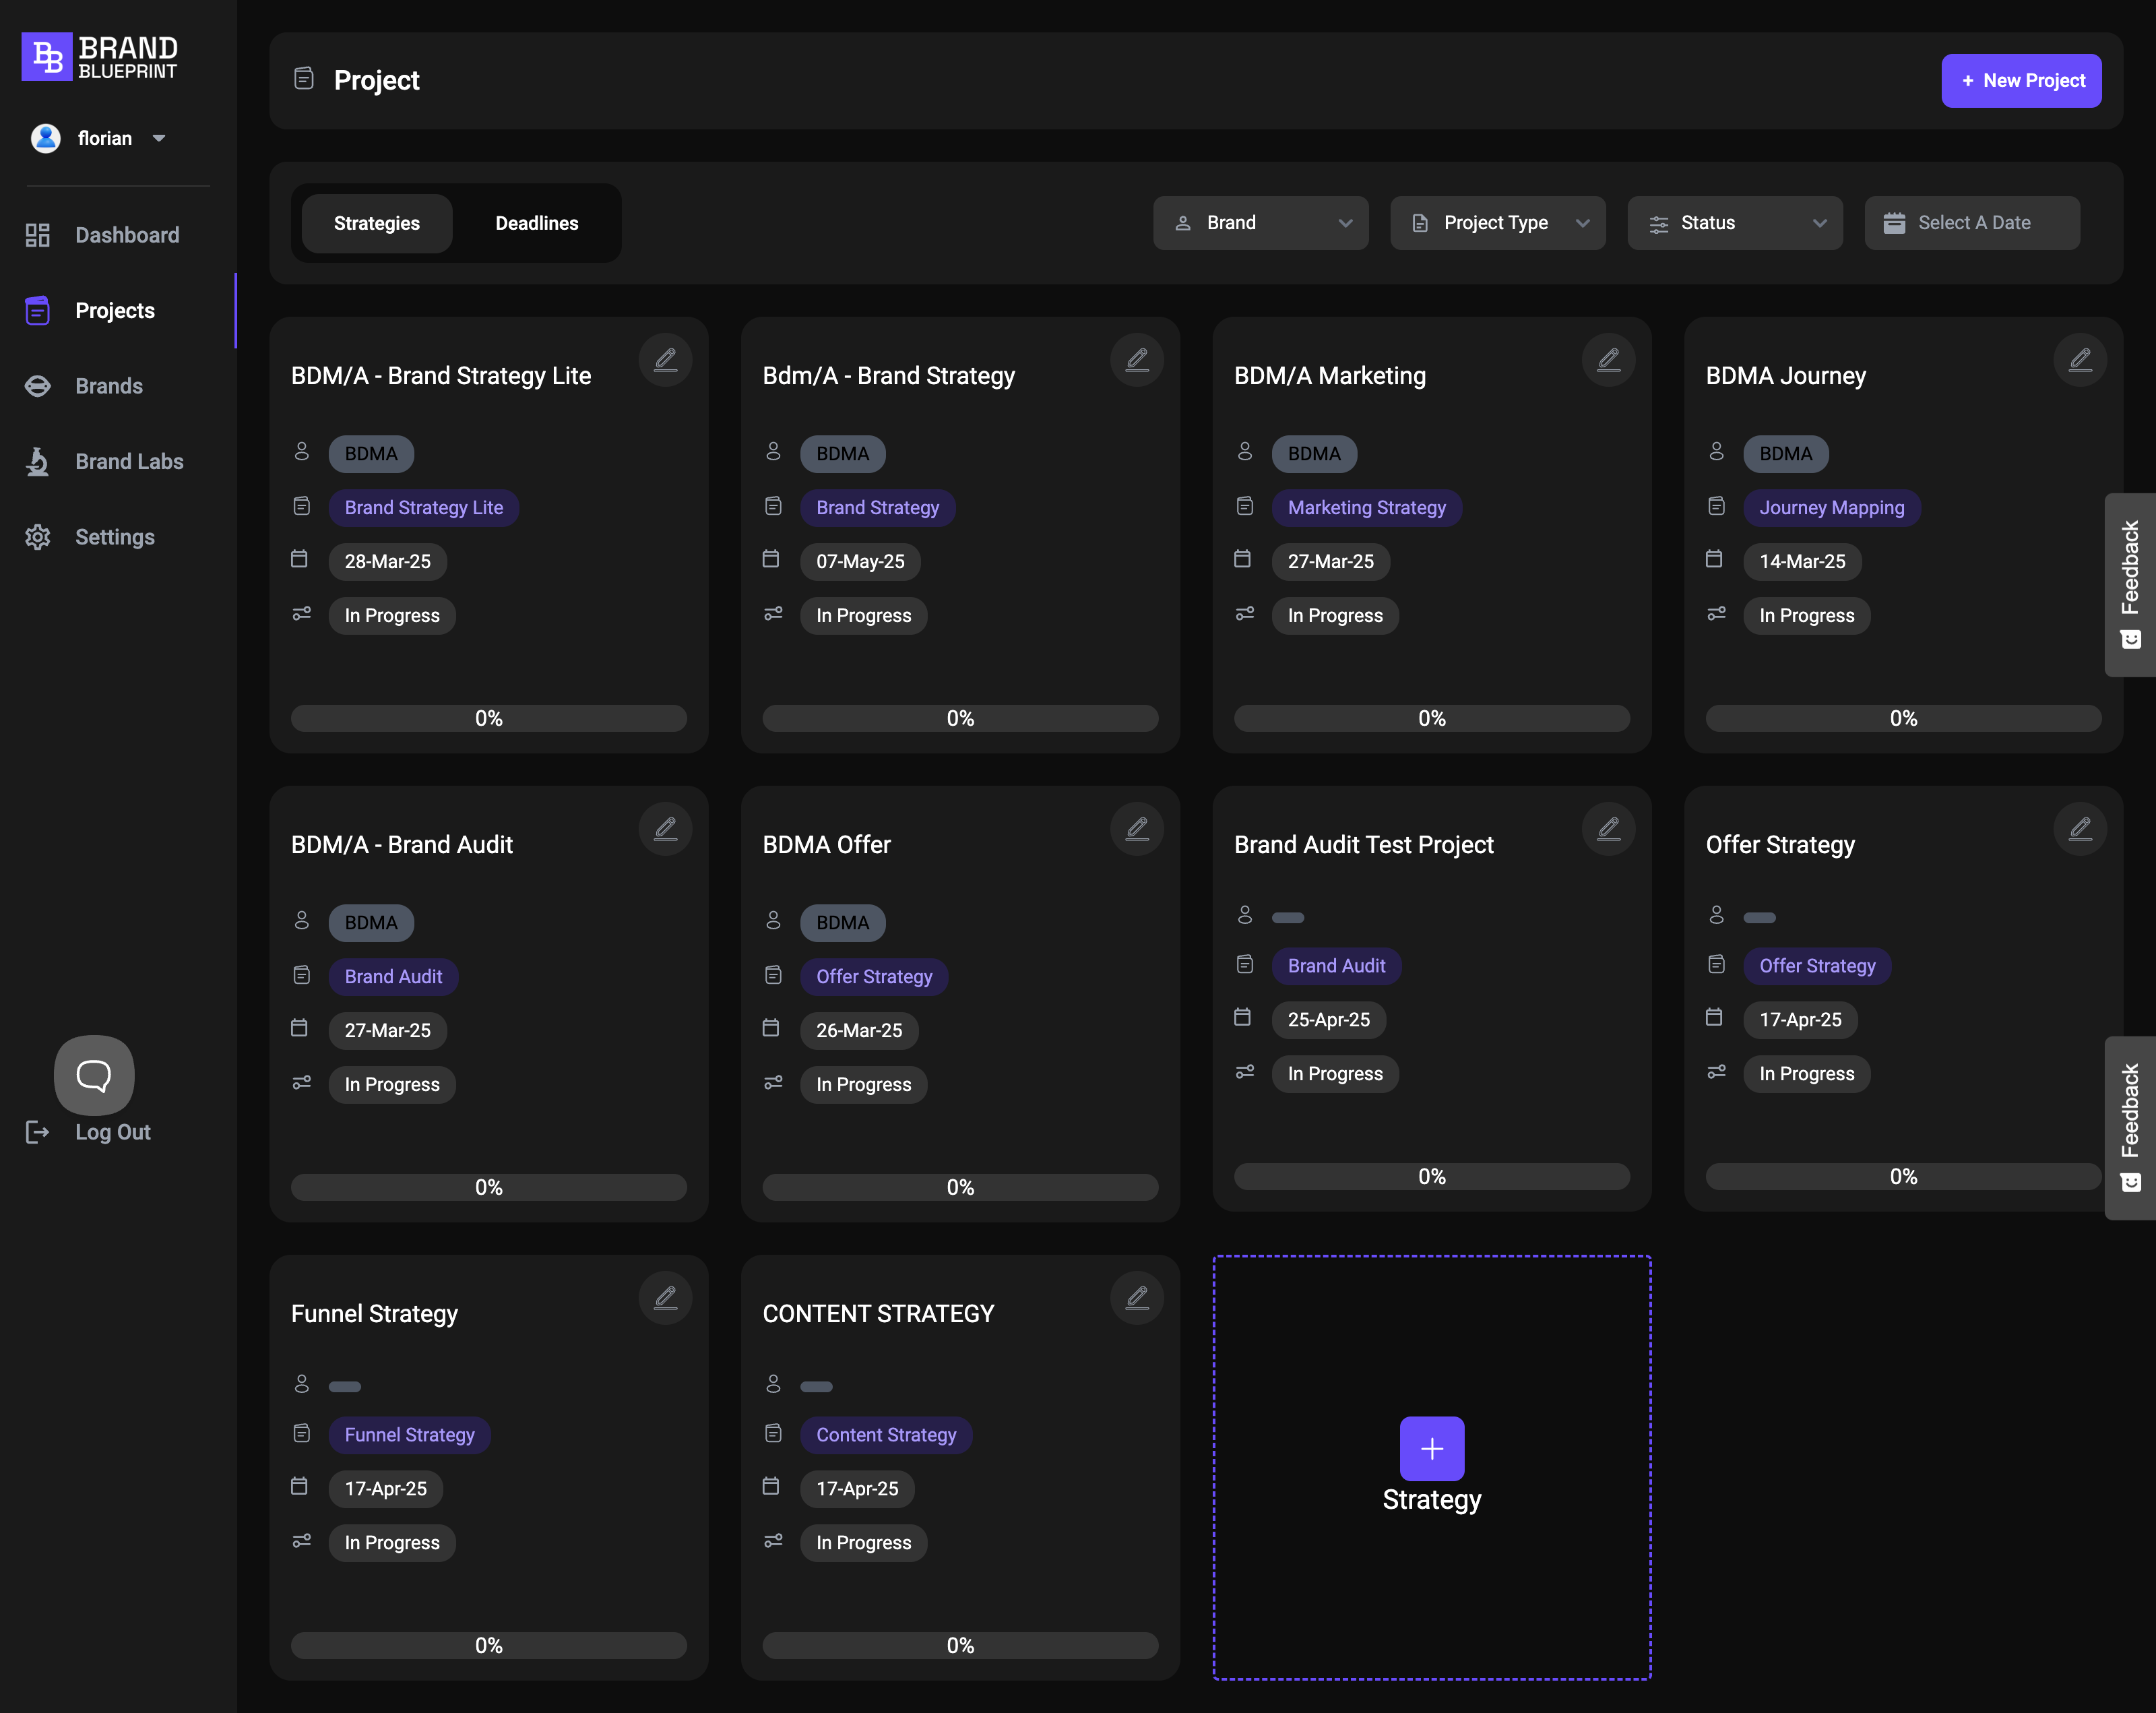 BRAND
BLUEPRINT
florian
Dashboard
Projects
Brands
Brand Labs
Settings
Log Out
Project
+ New Project
Strategies
Deadlines
Brand
Project Type
Status
Select A Date
BDM/A - Brand Strategy Lite
BDMA
Brand Strategy Lite
28-Mar-25
In Progress
0%
Bdm/A - Brand Strategy
BDMA
Brand Strategy
07-May-25
In Progress
0%
BDM/A Marketing
BDMA
Marketing Strategy
27-Mar-25
In Progress
0%
BDMA Journey
BDMA
Journey Mapping
14-Mar-25
In Progress
0%
BDM/A - Brand Audit
BDMA
Brand Audit
27-Mar-25
In Progress
0%
BDMA Offer
BDMA
Offer Strategy
26-Mar-25
In Progress
0%
Brand Audit Test Project
Brand Audit
25-Apr-25
In Progress
0%
Offer Strategy
Offer Strategy
17-Apr-25
In Progress
0%
Funnel Strategy
Funnel Strategy
17-Apr-25
In Progress
0%
CONTENT STRATEGY
Content Strategy
17-Apr-25
In Progress
0%
+
Strategy
Feedback
Feedback